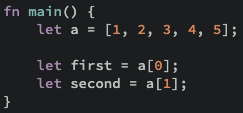 fn main() {
    let a = [1, 2, 3, 4, 5];

    let first = a[0];
    let second = a[1];
}